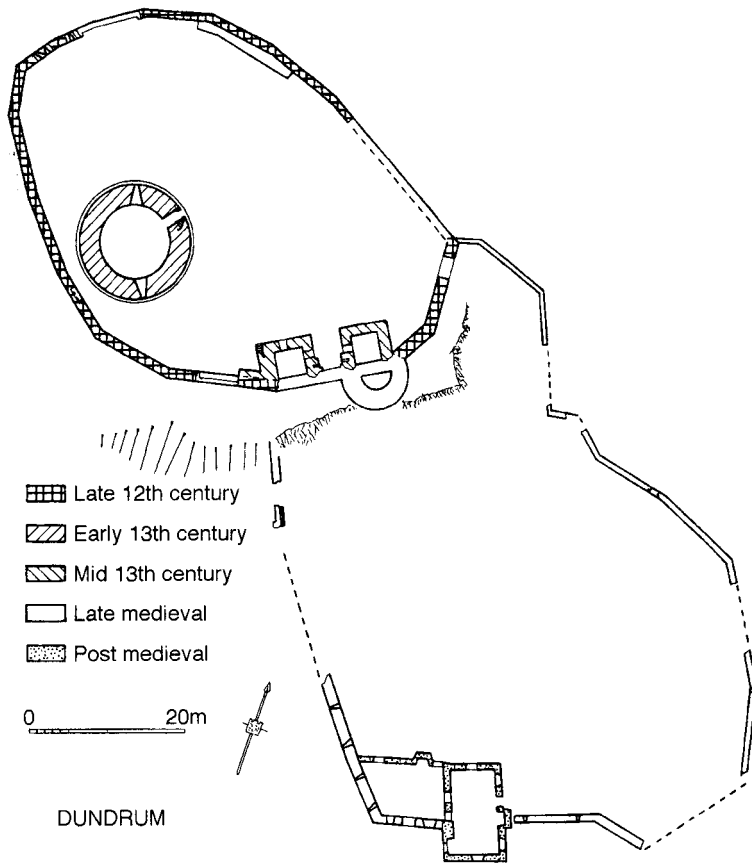 Late 12th century
Early 13th century
Mid 13th century
Late medieval
Post medieval
0 20m
DUNDRUM